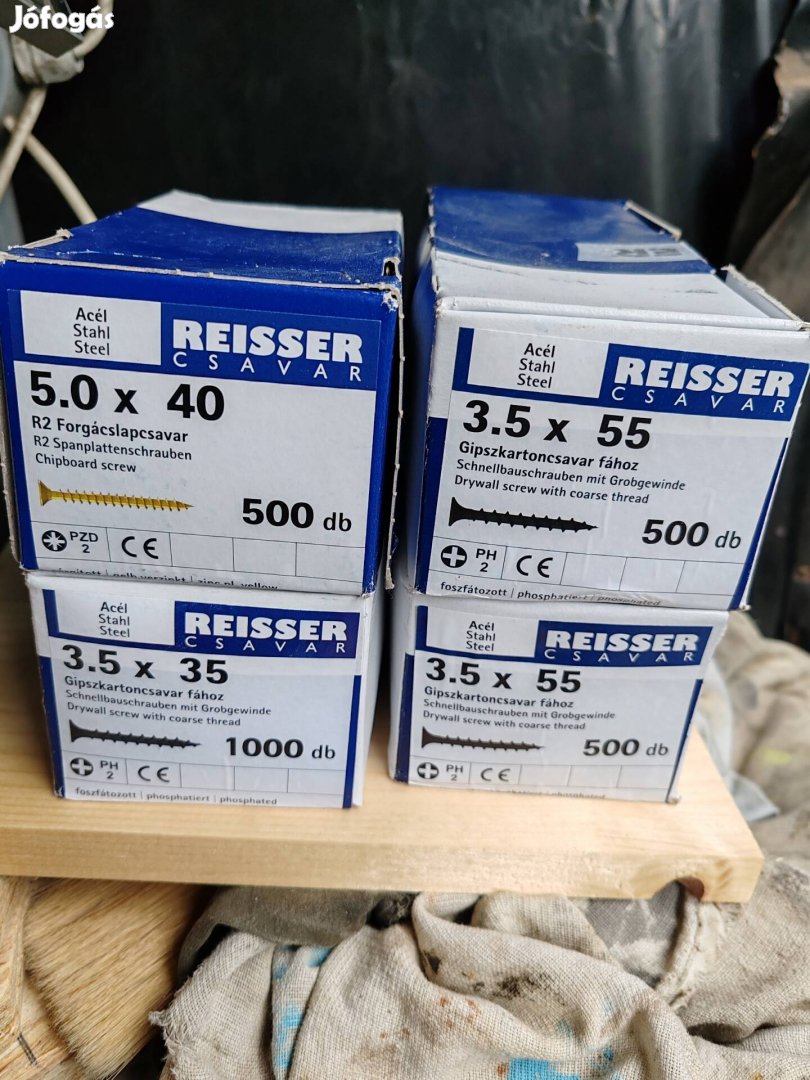 Jófogás
Acél
Stahl
Steel
REISSER
CSAVAR
5.0 x 40
R2 Forgácslapcsavar
R2 Spanplattenschrauben
Chipboard screw
500 db
PZD
2
CE
Acél
Stahl
Steel
REISSER
CSAVAR
3.5 x 55
Gipszkartoncsavar fához
Schnellbauschrauben mit Grobgewinde
Drywall screw with coarse thread
500 db
PH
2
CE
foszfátozott | phosphatiert | phosphated
Acél
Stahl
Steel
REISSER
CSAVAR
3.5 x 35
Gipszkartoncsavar fához
Schnellbauschrauben mit Grobgewinde
Drywall screw with coarse thread
1000 db
PH
2
CE
foszfátozott | phosphatiert | phosphated
Acél
Stahl
Steel
REISSER
CSAVAR
3.5 x 55
Gipszkartoncsavar fához
Schnellbauschrauben mit Grobgewinde
Drywall screw with coarse thread
500 db
PH
2
CE